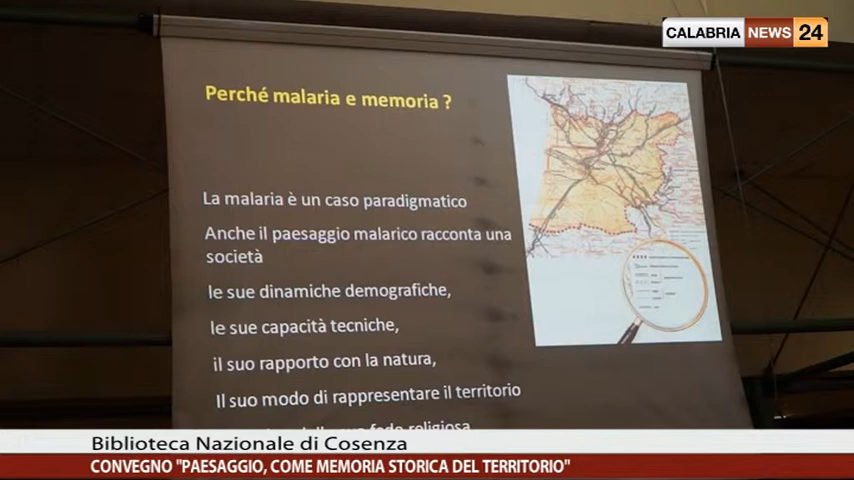 CALABRIA NEWS 24
Perché malaria e memoria ?
La malaria è un caso paradigmatico
Anche il paesaggio malarico racconta una
società
le sue dinamiche demografiche,
le sue capacità tecniche,
il suo rapporto con la natura,
Il suo modo di rappresentare il territorio
fede religiosa
Biblioteca Nazionale di Cosenza
CONVEGNO "PAESAGGIO, COME MEMORIA STORICA DEL TERRITORIO"